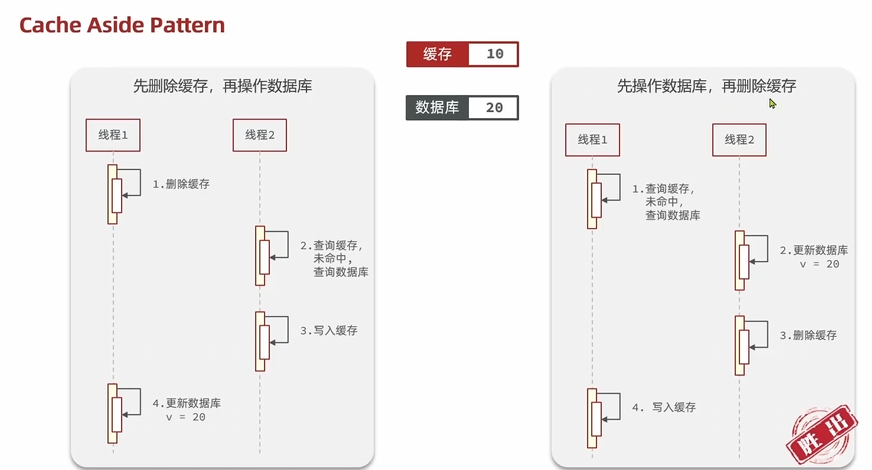 Cache Aside Pattern
缓存 10
数据库 20
先删除缓存，再操作数据库
线程1
线程2
1.删除缓存
2.查询缓存，
未命中，
查询数据库
3.写入缓存
4.更新数据库
v = 20
先操作数据库，再删除缓存
线程1
线程2
1.查询缓存，
未命中，
查询数据库
2.更新数据库
v = 20
3.删除缓存
4. 写入缓存
胜出